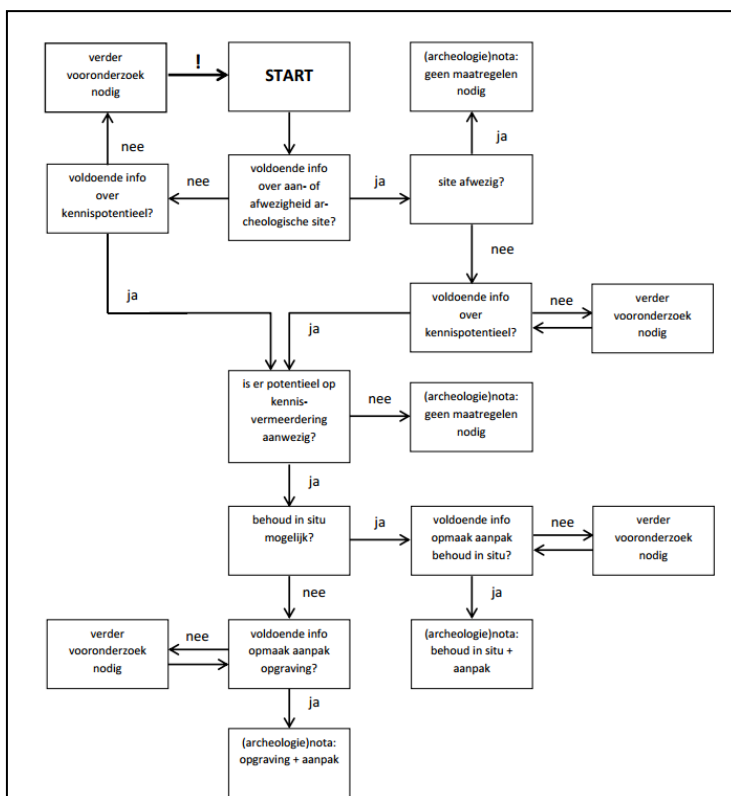 verder
vooronderzoek
nodig
!
START
(archeologie)nota:
geen maatregelen
nodig
nee
ja
voldoende info
over
kennispotentieel?
nee
voldoende info
over aan- of
afwezigheid ar-
cheologische site?
ja
site afwezig?
nee
ja
voldoende info
over
kennispotentieel?
nee
verder
vooronderzoek
nodig
ja
is er potentieel op
kennis-
vermeerdering
aanwezig?
nee
(archeologie)nota:
geen maatregelen
nodig
ja
behoud in situ
mogelijk?
ja
voldoende info
opmaak aanpak
behoud in situ?
nee
verder
vooronderzoek
nodig
nee
ja
verder
vooronderzoek
nodig
nee
voldoende info
opmaak aanpak
opgraving?
(archeologie)nota:
behoud in situ +
aanpak
ja
(archeologie)nota:
opgraving + aanpak